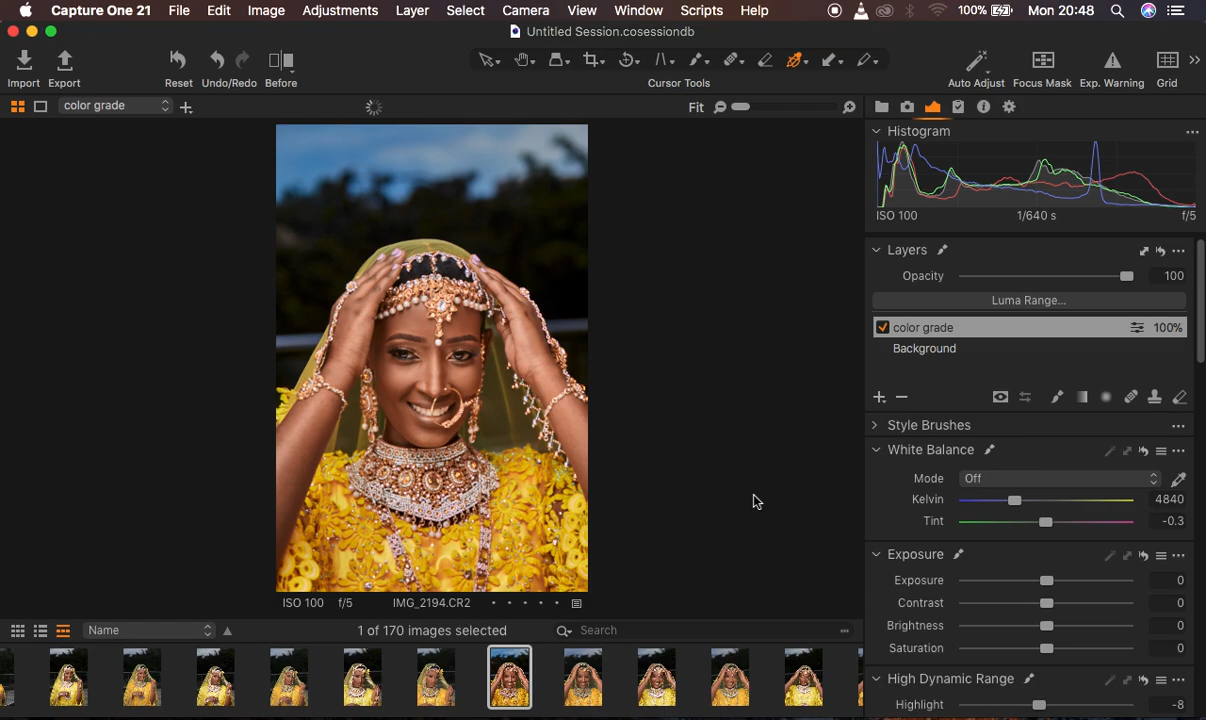 Capture One 21 File Edit Image Adjustments Layer Select Camera View Window Scripts Help 100% Mon 20:48
Untitled Session.cosessiondb
Import Export Reset Undo/Redo Before Cursor Tools Auto Adjust Focus Mask Exp. Warning Grid
color grade Fit
Histogram
ISO 100 1/640 s f/5
Layers
Opacity 100
Luma Range...
color grade 100%
Background
Style Brushes
White Balance
Mode Off
Kelvin 4840
Tint -0.3
Exposure
Exposure 0
Contrast 0
Brightness 0
Saturation 0
High Dynamic Range
Highlight -8
ISO 100 f/5 IMG_2194.CR2
Name 1 of 170 images selected Search